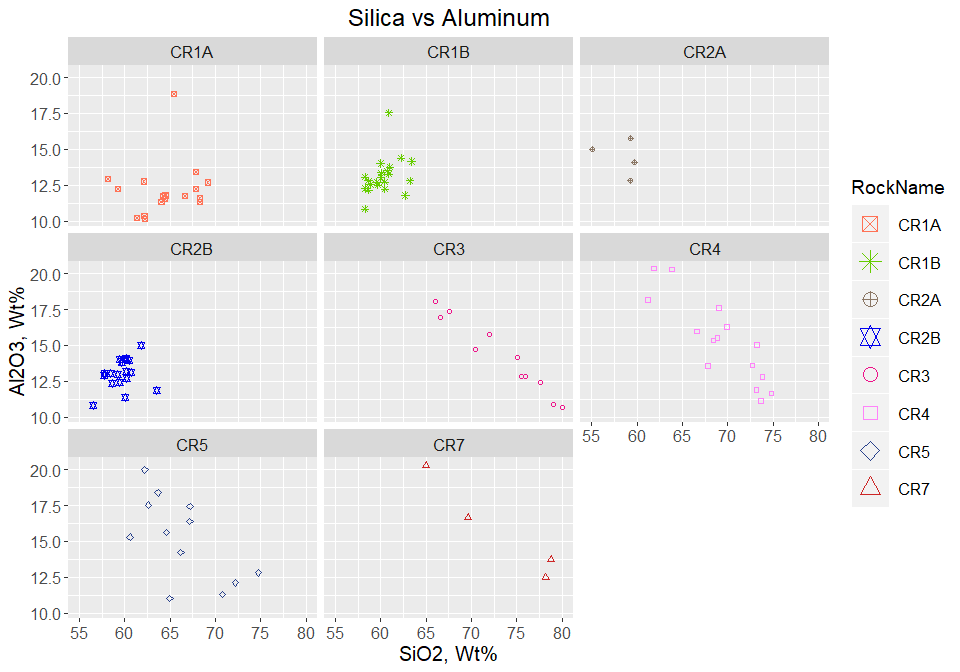 Silica vs Aluminum
CR1A CR1B CR2A
20.0
17.5
15.0
12.5
10.0
CR2B CR3 CR4
20.0
17.5
15.0
12.5
10.0
55 60 65 70 75 80
CR5 CR7
20.0
17.5
15.0
12.5
10.0
55 60 65 70 75 80 55 60 65 70 75 80
SiO2, Wt%
Al2O3, Wt%
RockName
CR1A
CR1B
CR2A
CR2B
CR3
CR4
CR5
CR7